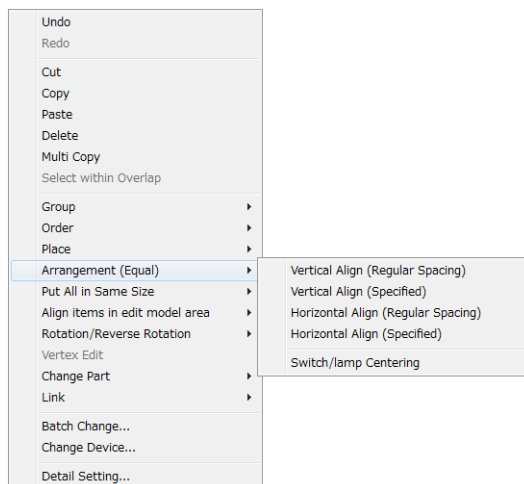 Undo
Redo
Cut
Copy
Paste
Delete
Multi Copy
Select within Overlap
Group
Order
Place
Arrangement (Equal)
Put All in Same Size
Align items in edit model area
Rotation/Reverse Rotation
Vertex Edit
Change Part
Link
Batch Change...
Change Device...
Detail Setting...
Vertical Align (Regular Spacing)
Vertical Align (Specified)
Horizontal Align (Regular Spacing)
Horizontal Align (Specified)
Switch/lamp Centering